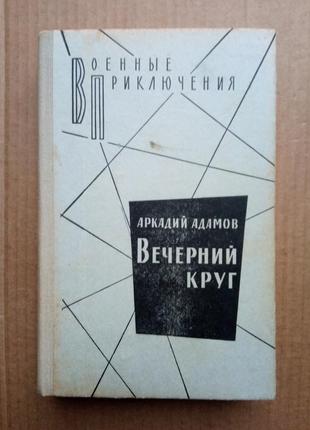 ВОЕННЫЕ
ПРИКЛЮЧЕНИЯ
АРКАДИЙ АДАМОВ
ВЕЧЕРНИЙ
КРУГ